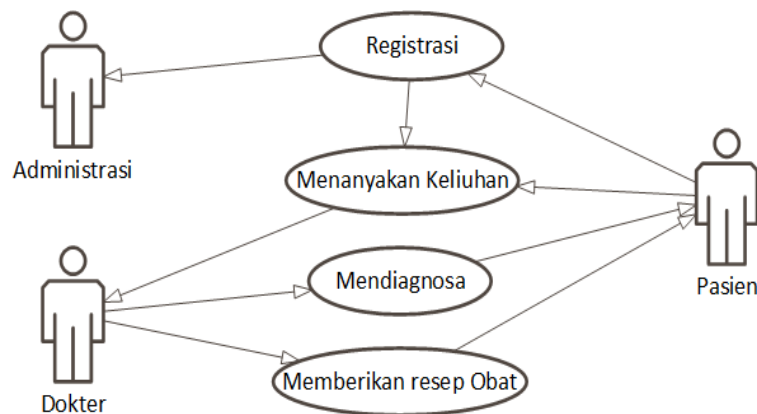 Registrasi
Administrasi
Menanyakan Keliuhan
Mendiagnosa
Pasien
Memberikan resep Obat
Dokter